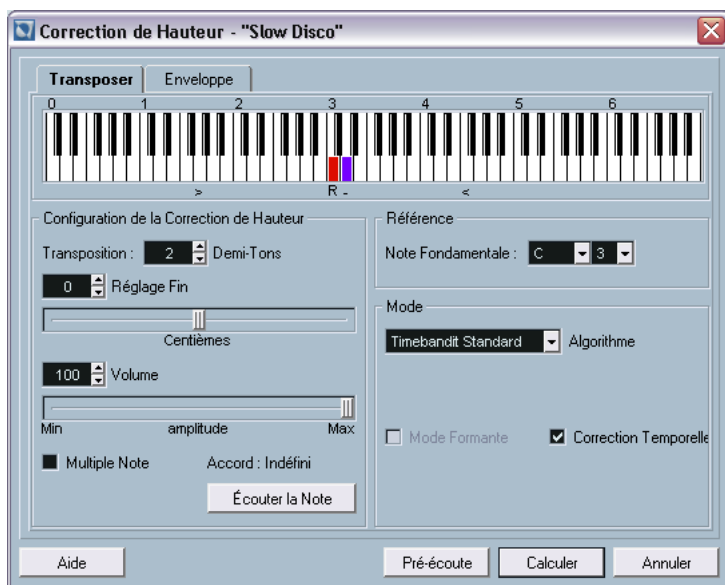 Correction de Hauteur - "Slow Disco"
Transposer Enveloppe
0 1 2 3 4 5 6
> R - <
Configuration de la Correction de Hauteur
Transposition : 2 Demi-Tons
0 Réglage Fin
Centièmes
100 Volume
Min amplitude Max
Multiple Note Accord : Indéfini
Écouter la Note
Référence
Note Fondamentale : C 3
Mode
Timebandit Standard Algorithme
Mode Formante Correction Temporelle
Aide Pré-écoute Calculer Annuler